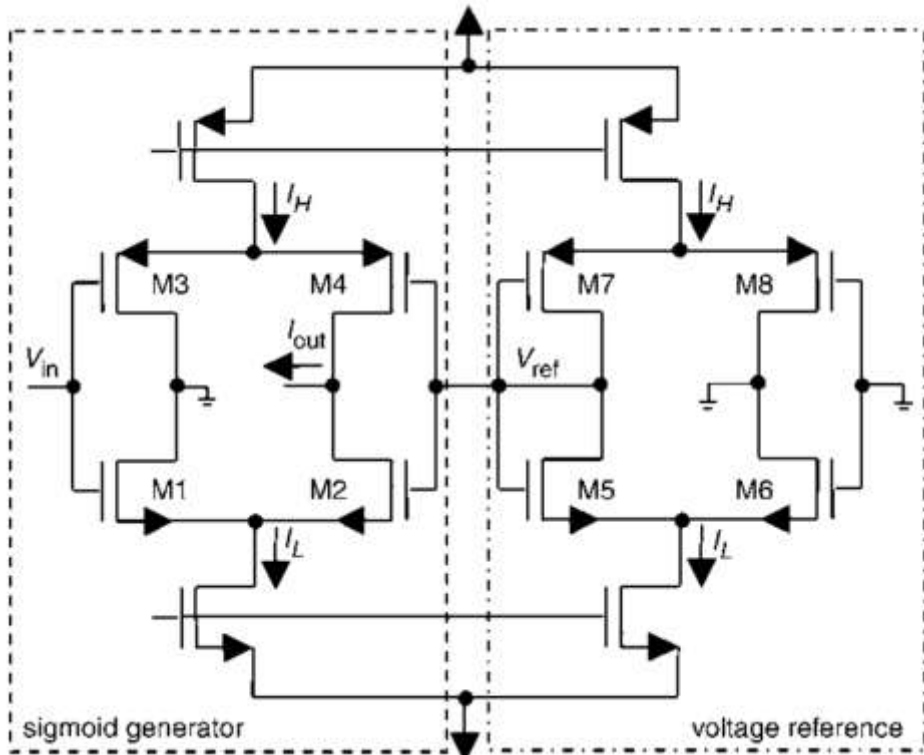 I_H I_H
M3 M4 M7 M8
I_out
V_in V_ref
M1 M2 M5 M6
I_L I_L
sigmoid generator voltage reference